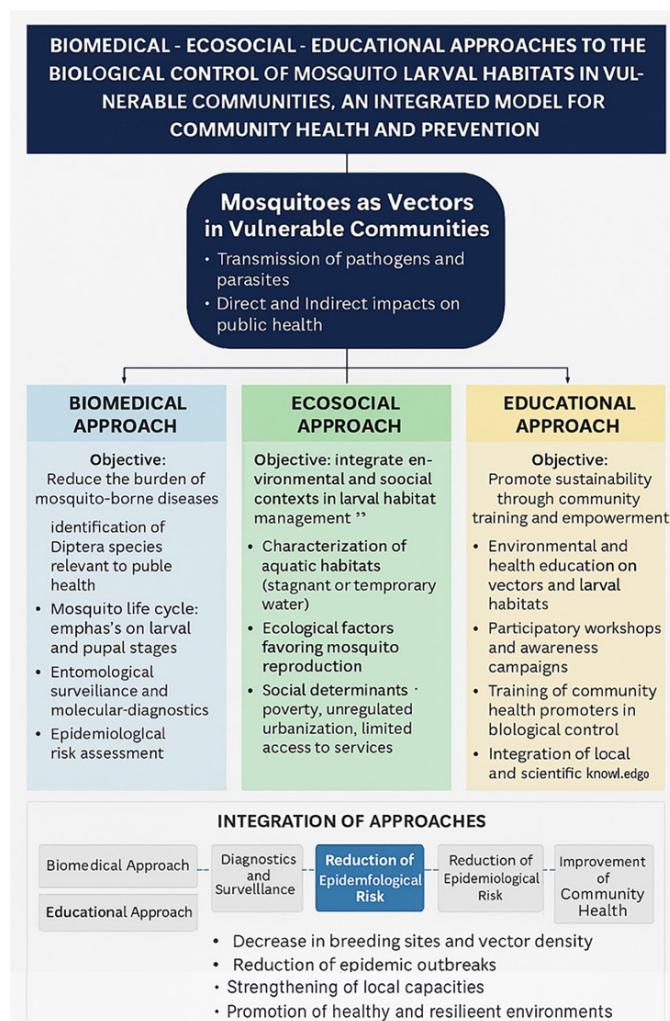 BIOMEDICAL - ECOSOCIAL - EDUCATIONAL APPROACHES TO THE
BIOLOGICAL CONTROL OF MOSQUITO LARVAL HABITATS IN VUL-
NERABLE COMMUNITIES, AN INTEGRATED MODEL FOR
COMMUNITY HEALTH AND PREVENTION
Mosquitoes as Vectors
in Vulnerable Communities
• Transmission of pathogens and
parasites
• Direct and Indirect impacts on
public health
BIOMEDICAL
APPROACH
Objective:
Reduce the burden of
mosquito-borne diseases
identification of
Diptera species
relevant to puble
health
• Mosquito life cycle:
emphas's on larval
and pupal stages
• Entomological
surveiliance and
molecular-diagnostics
• Epidemiological
risk assessment
ECOSOCIAL
APPROACH
Objective: integrate en-
vironmental and soocial
contexts in larval habitat
management ”
• Characterization of
aquatic habitats
(stagnant or temprorary
water)
• Ecological factors
favoring mosquito
reproduction
• Social determinants ·
poverty, unregulated
urbanization, limited
access to services
EDUCATIONAL
APPROACH
Objective:
Promote sustainability
through community
training and empowerment
• Environmental and
health education on
vectors and larval
habitats
• Participatory workshops
and awareness
campaigns
• Training of community
health promoters in
biological control
• Integration of local
and scientific knowl.edgo
INTEGRATION OF APPROACHES
Biomedical Approach
Educational Approach
Diagnostics
and
Survelllance
Reduction of
Epidemfological
Risk
Reduction of
Epidemiological
Risk
Improvement
of
Community
Health
• Decrease in breeding sites and vector density
• Reduction of epidemic outbreaks
• Strengthening of local capacities
• Promotion of healthy and resilieent environments